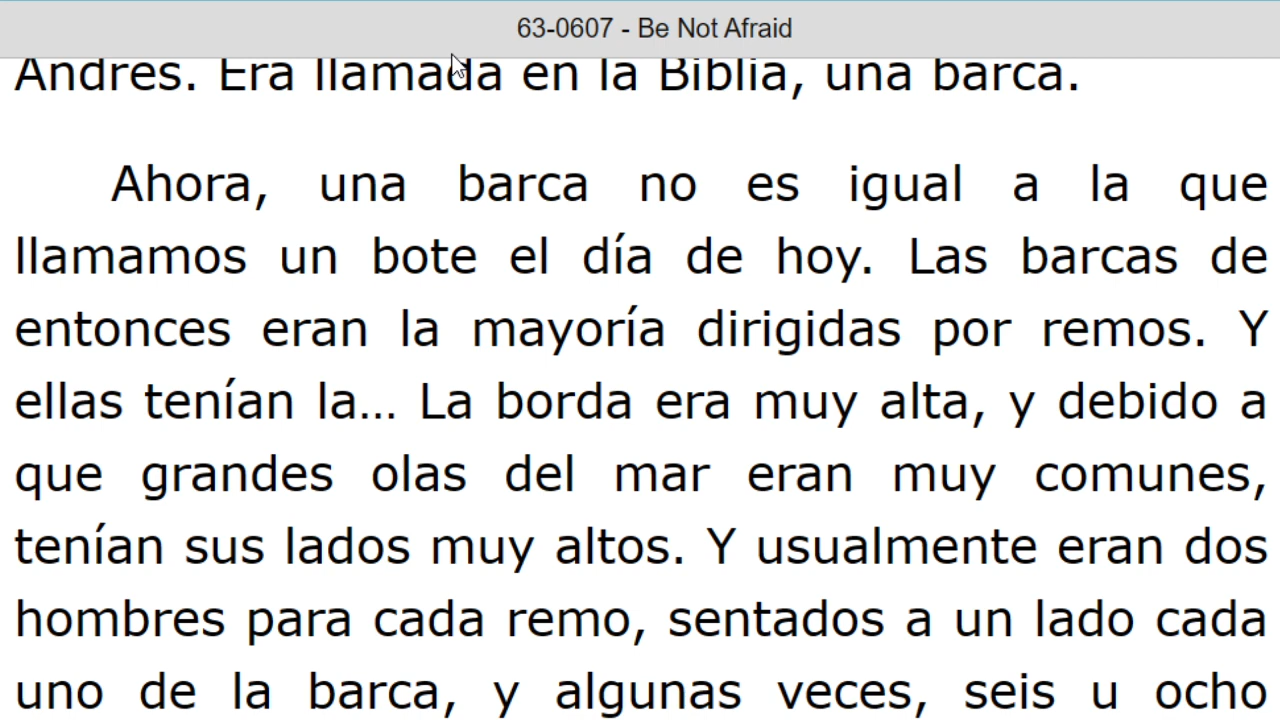 63-0607 - Be Not Afraid
Andrés. Era llamada en la Biblia, una barca.
Ahora, una barca no es igual a la que
llamamos un bote el día de hoy. Las barcas de
entonces eran la mayoría dirigidas por remos. Y
ellas tenían la... La borda era muy alta, y debido a
que grandes olas del mar eran muy comunes,
tenían sus lados muy altos. Y usualmente eran dos
hombres para cada remo, sentados a un lado cada
uno de la barca, y algunas veces, seis u ocho